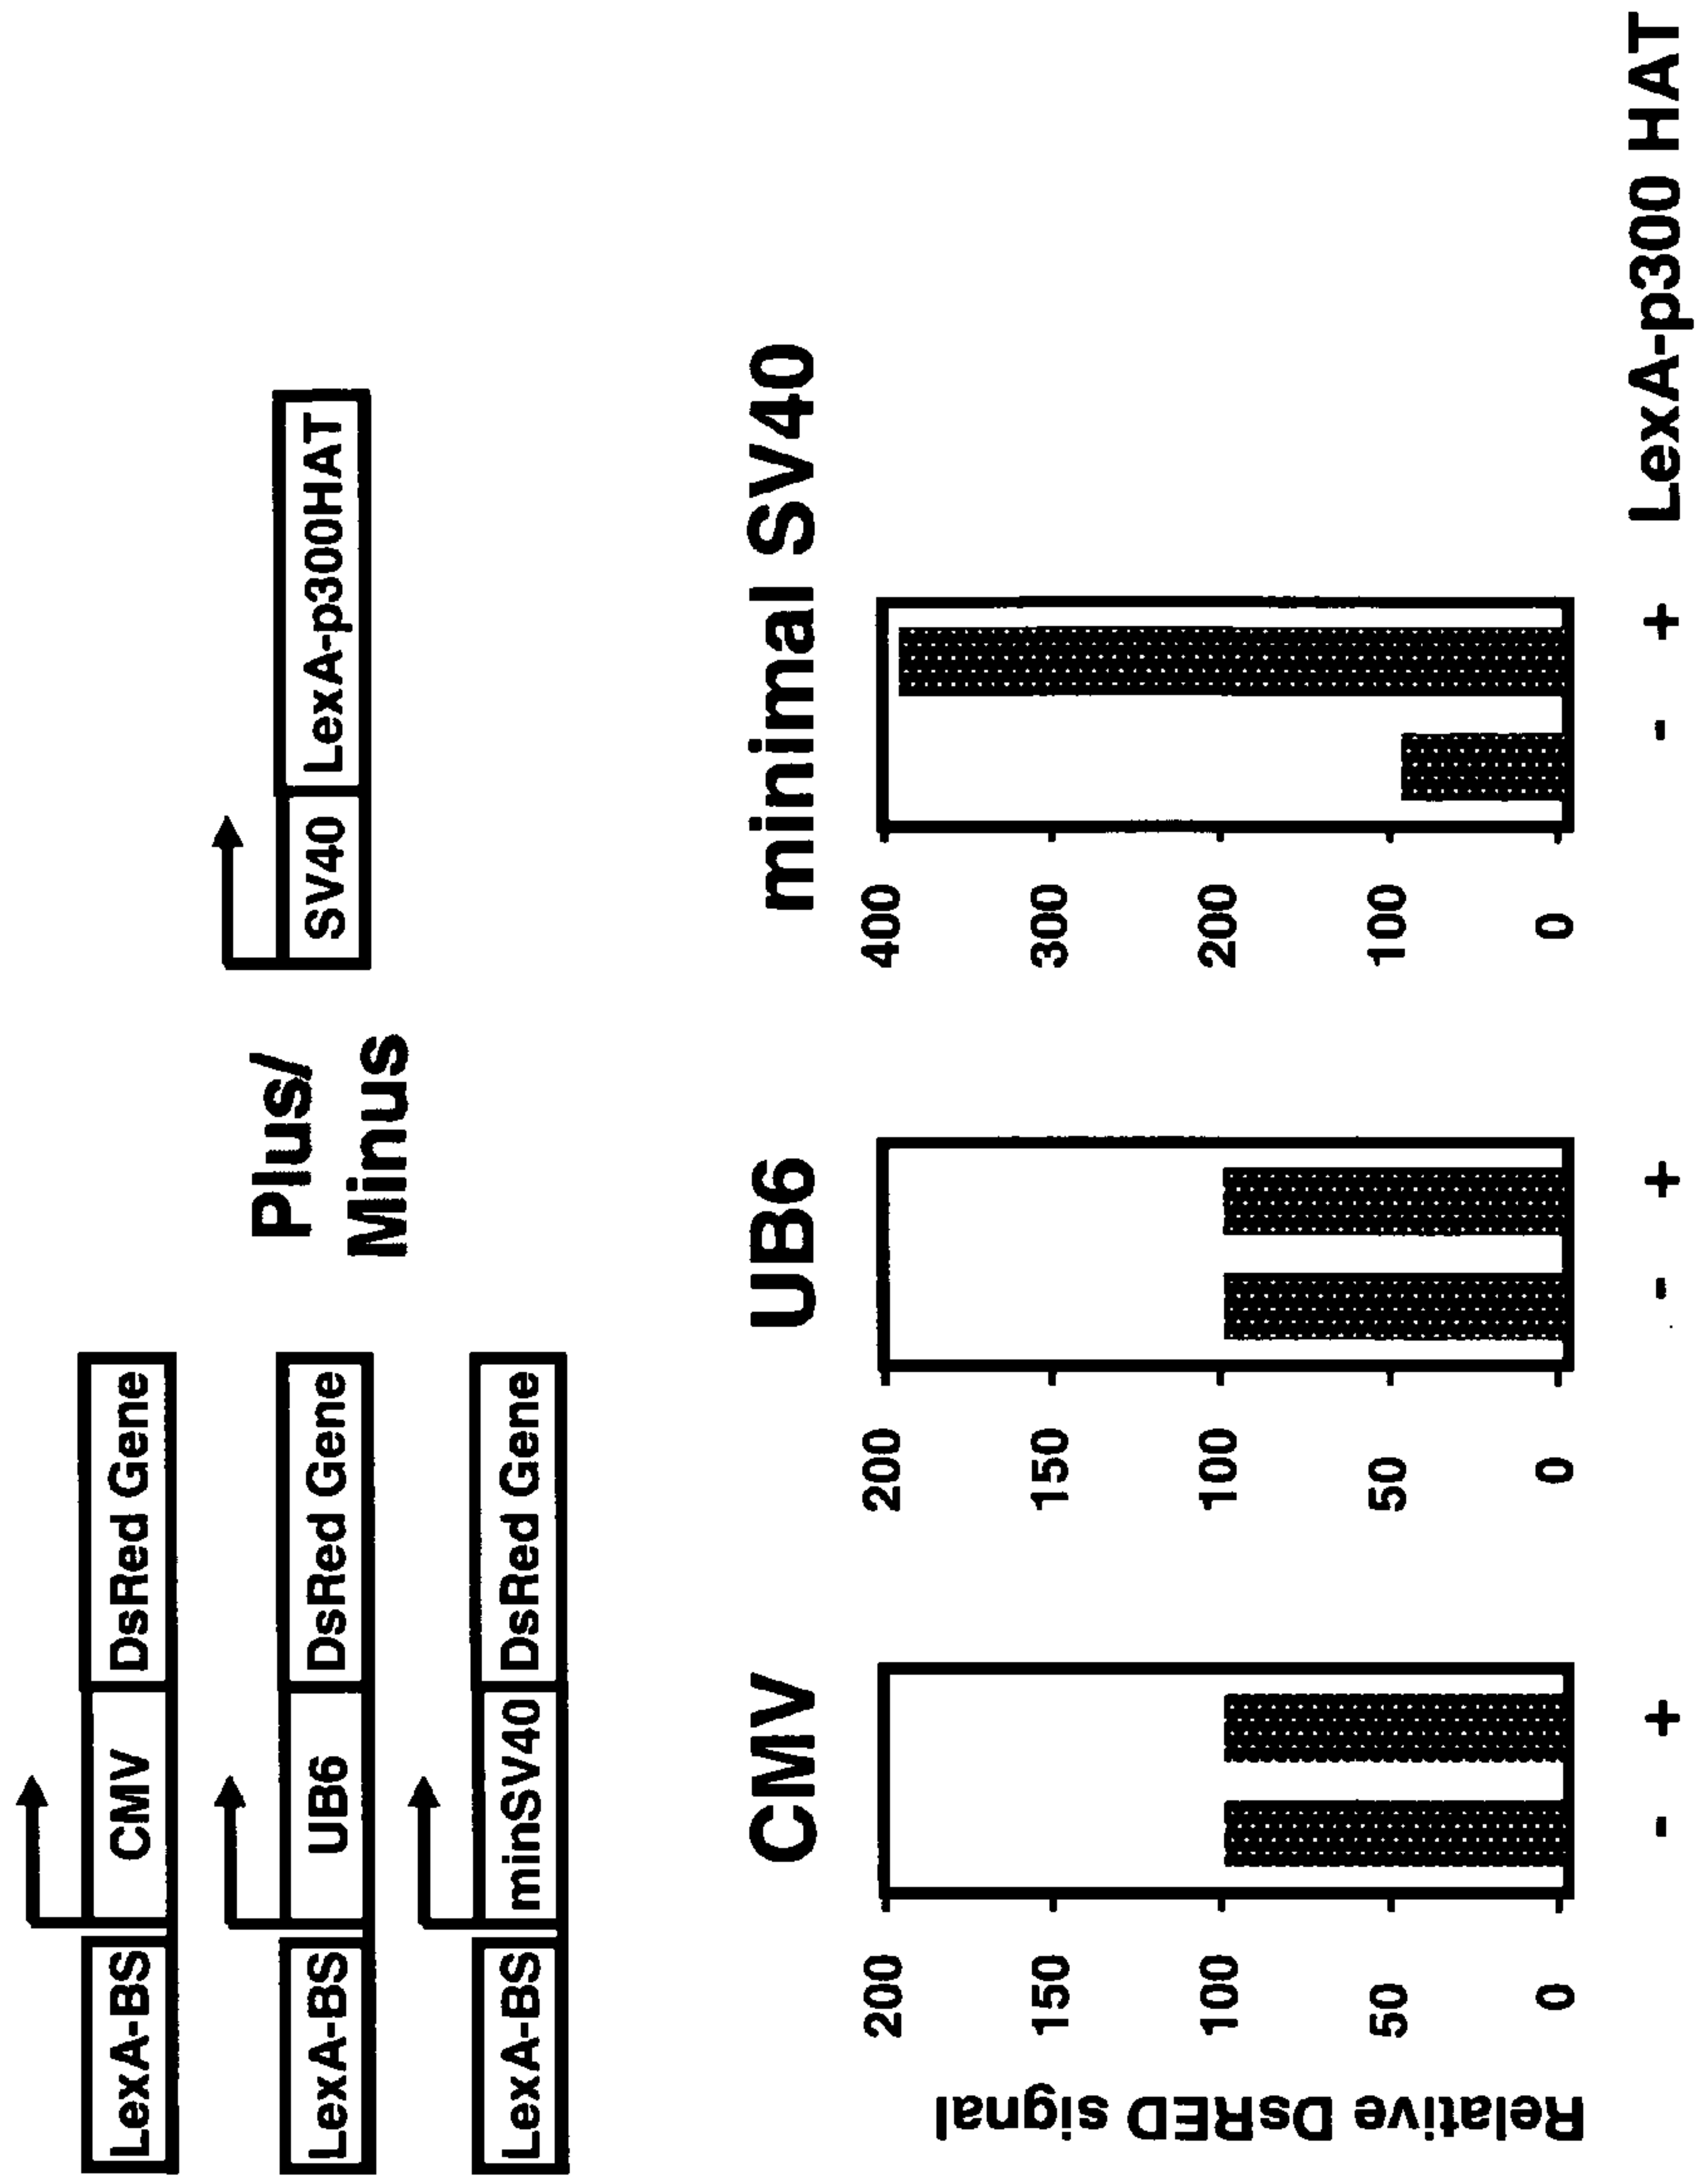 LexA-BS CMV DsRed Gene
LexA-BS UB6 DsRed Gene
LexA-BS minSV40 DsRed Gene
Plus/
Minus
SV40 LexA-p300HAT
CMV
UB6
minimal SV40
Relative DsRED signal
200
150
100
50
0
200
150
100
50
0
400
300
200
100
0
- + - + - + LexA-p300 HAT